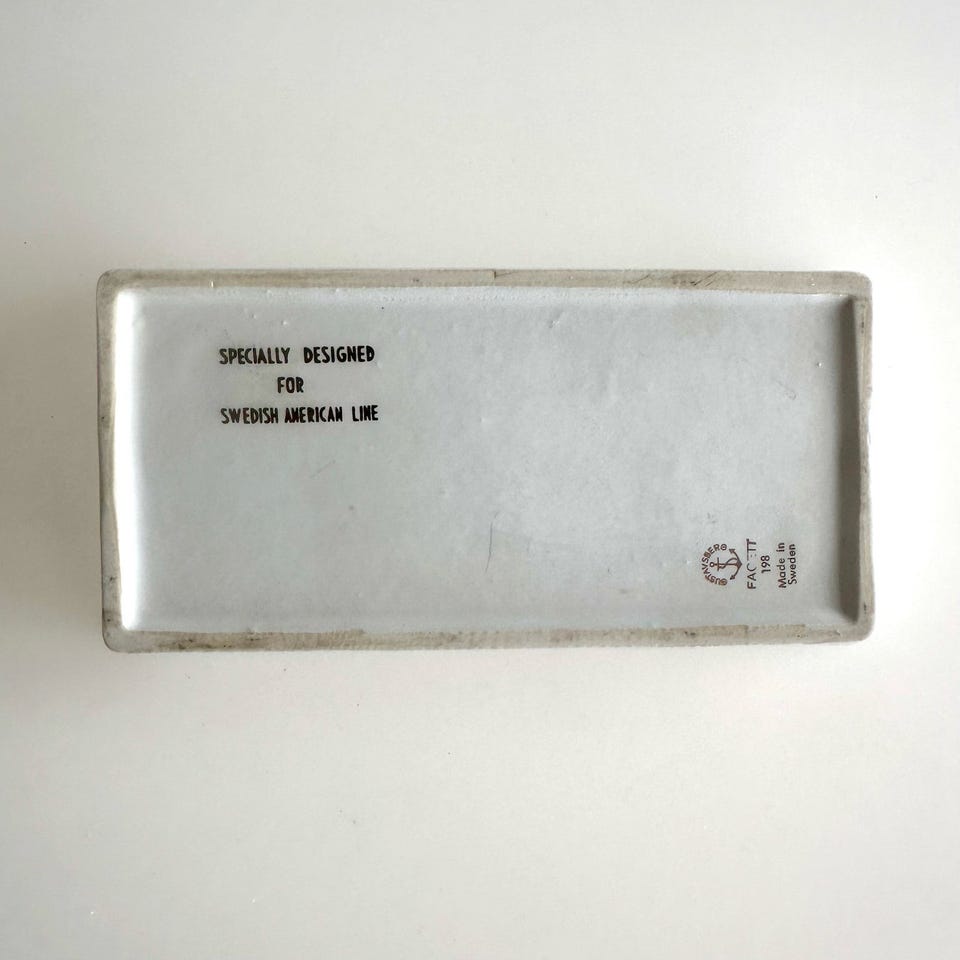 SPECIALLY DESIGNED
FOR
SWEDISH AMERICAN LINE
GUSTAVSBERG
198
Made in
Sweden